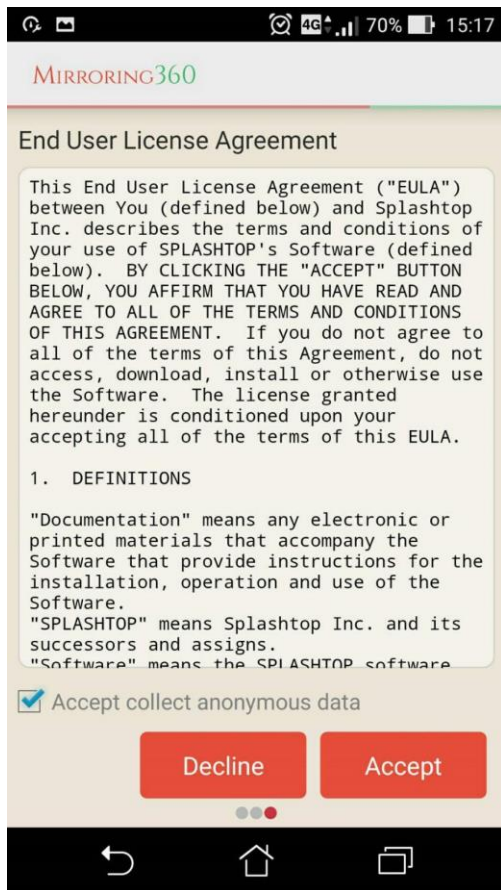 4G 70% 15:17
MIRRORING360
End User License Agreement
This End User License Agreement ("EULA")
between You (defined below) and Splashtop
Inc. describes the terms and conditions of
your use of SPLASHTOP's Software (defined
below).  BY CLICKING THE "ACCEPT" BUTTON
BELOW, YOU AFFIRM THAT YOU HAVE READ AND
AGREE TO ALL OF THE TERMS AND CONDITIONS
OF THIS AGREEMENT.  If you do not agree to
all of the terms of this Agreement, do not
access, download, install or otherwise use
the Software.  The license granted
hereunder is conditioned upon your
accepting all of the terms of this EULA.
1.  DEFINITIONS
"Documentation" means any electronic or
printed materials that accompany the
Software that provide instructions for the
installation, operation and use of the
Software.
"SPLASHTOP" means Splashtop Inc. and its
successors and assigns.
"Software" means the SPLASHTOP software
Accept collect anonymous data
Decline Accept